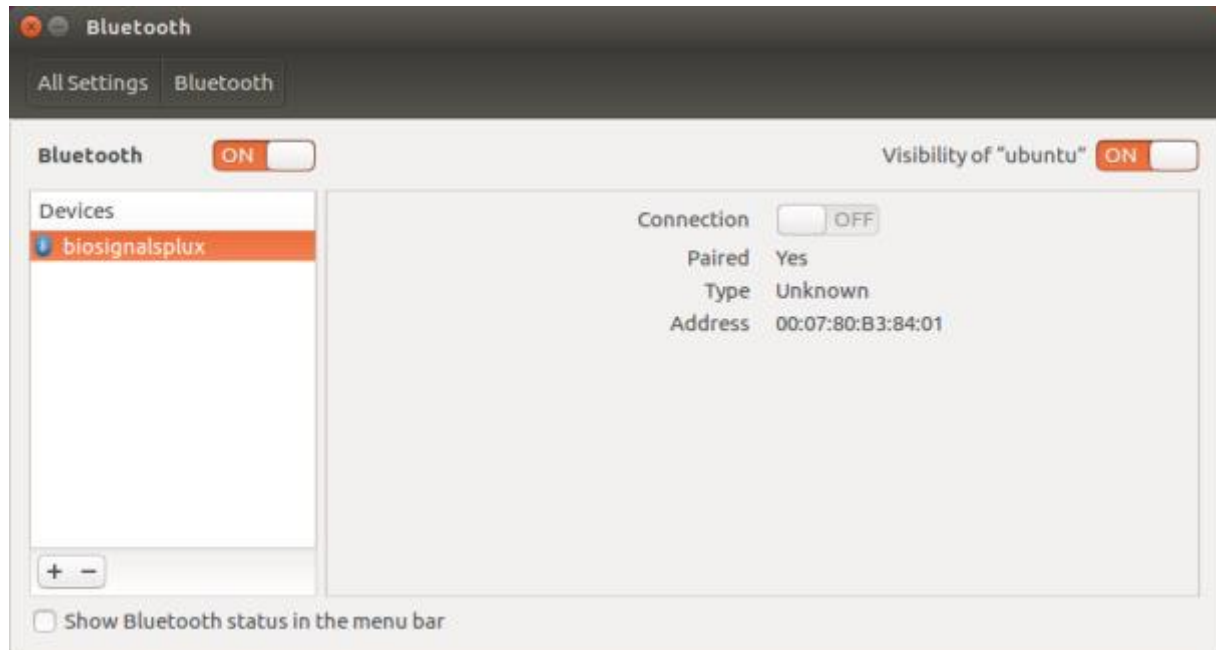 Bluetooth
All Settings Bluetooth
Bluetooth ON
Visibility of "ubuntu" ON
Devices
biosignalsplux
+ −
Connection OFF
Paired Yes
Type Unknown
Address 00:07:80:B3:84:01
Show Bluetooth status in the menu bar